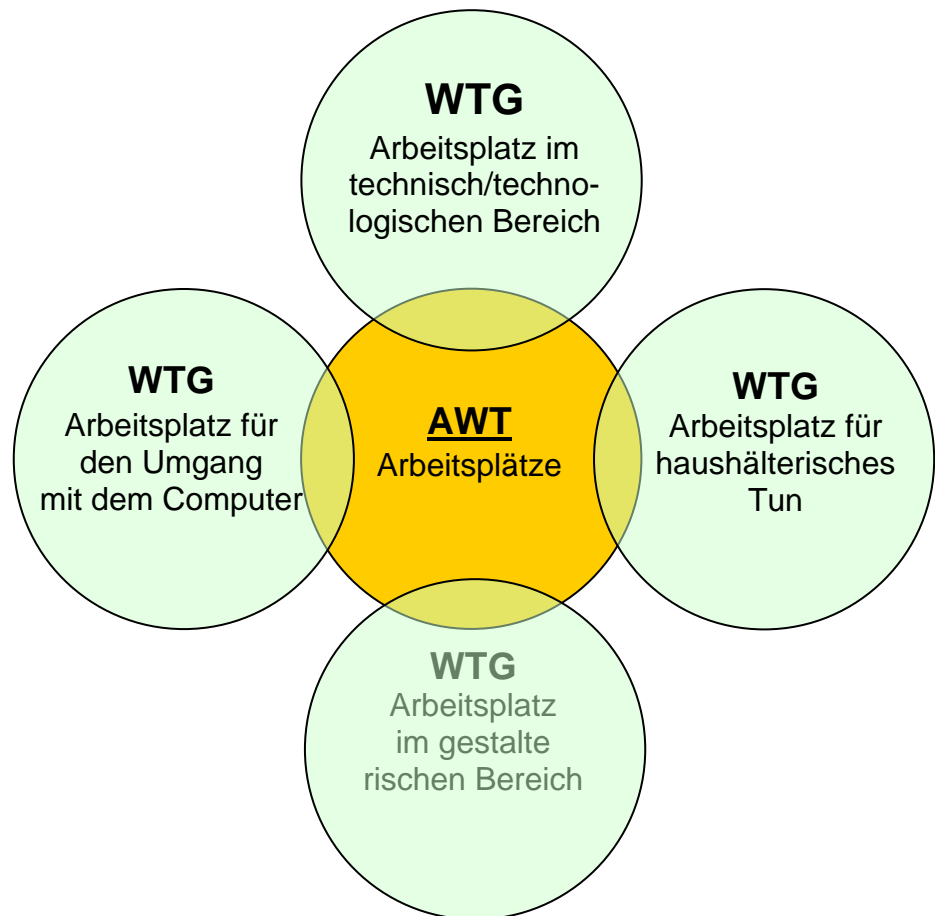 WTG
Arbeitsplatz im
technisch/techno-
logischen Bereich
WTG
Arbeitsplatz für
den Umgang
mit dem Computer
AWT
Arbeitsplätze
WTG
Arbeitsplatz für
haushälterisches
Tun
WTG
Arbeitsplatz
im gestalte
rischen Bereich